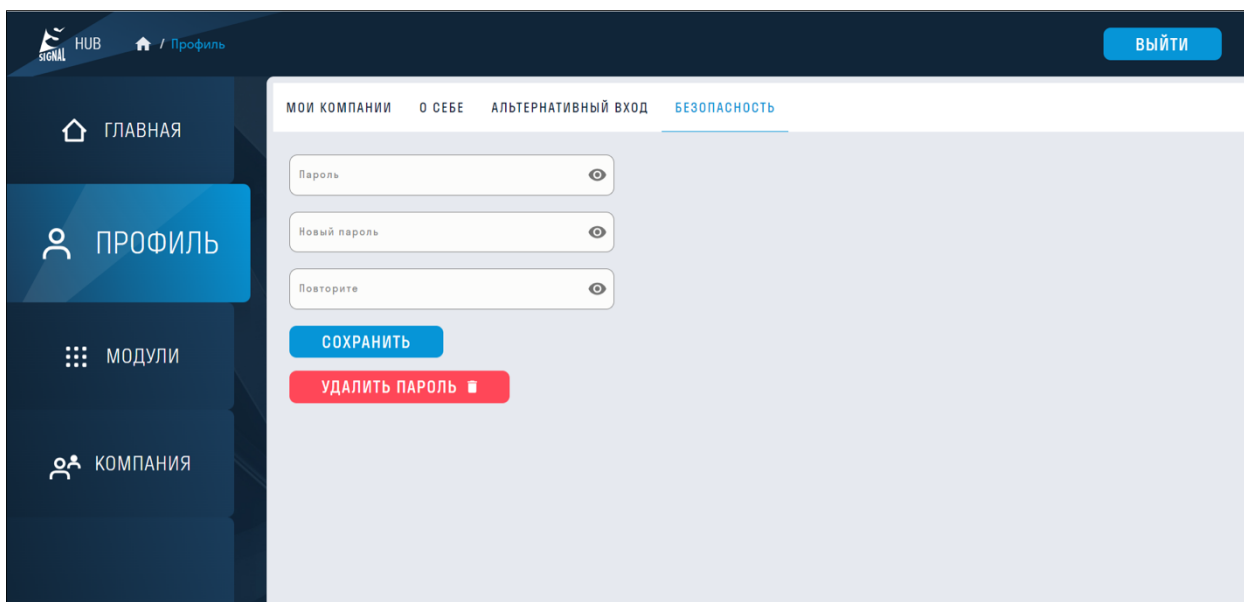 SIGNAL HUB / Профиль ВЫЙТИ
МОИ КОМПАНИИ О СЕБЕ АЛЬТЕРНАТИВНЫЙ ВХОД БЕЗОПАСНОСТЬ
ГЛАВНАЯ
ПРОФИЛЬ
МОДУЛИ
КОМПАНИЯ
Пароль
Новый пароль
Повторите
СОХРАНИТЬ
УДАЛИТЬ ПАРОЛЬ